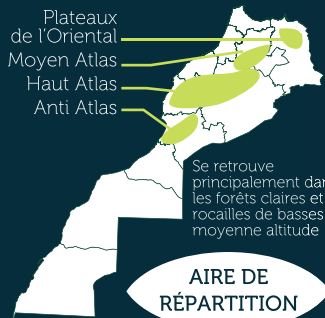 Plateaux
de l'Oriental
Moyen Atlas
Haut Atlas
Anti Atlas
Se retrouve
principalement
les forêts claires et
rocailles de basses
moyenne altitude
AIRE DE
RÉPARTITION